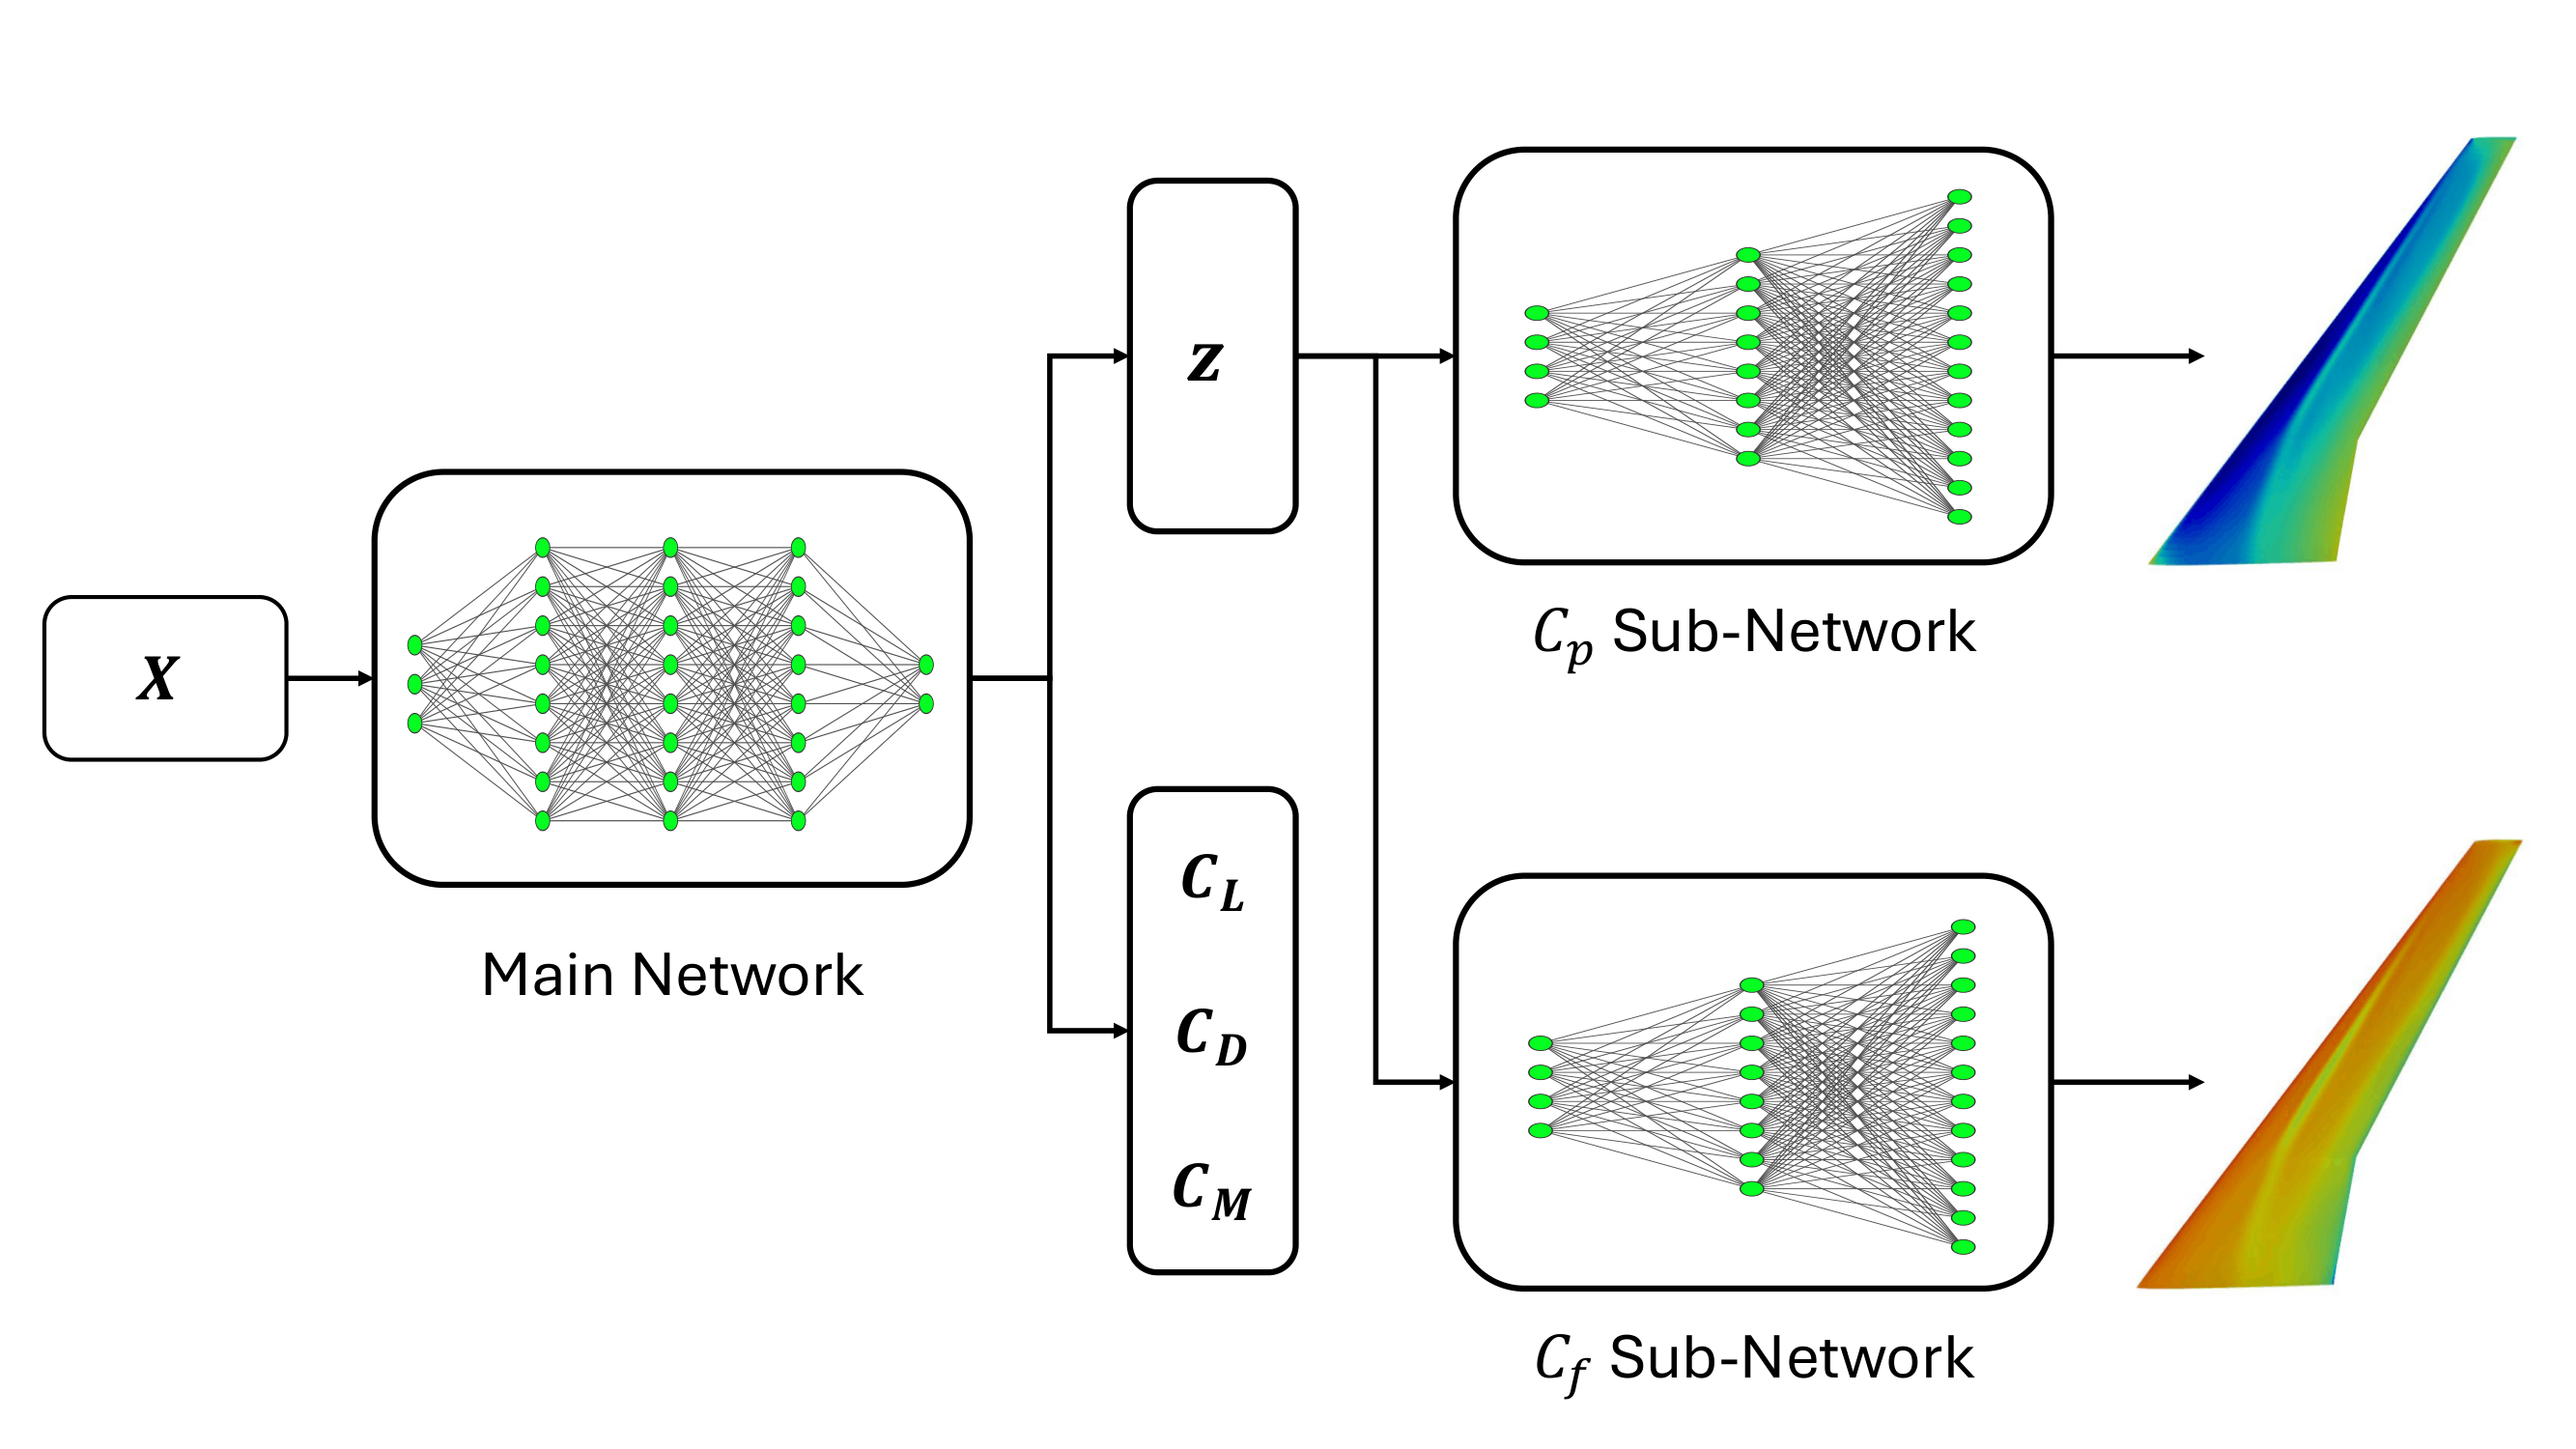 X
Main Network
z
C_L
C_D
C_M
C_p Sub-Network
C_f Sub-Network